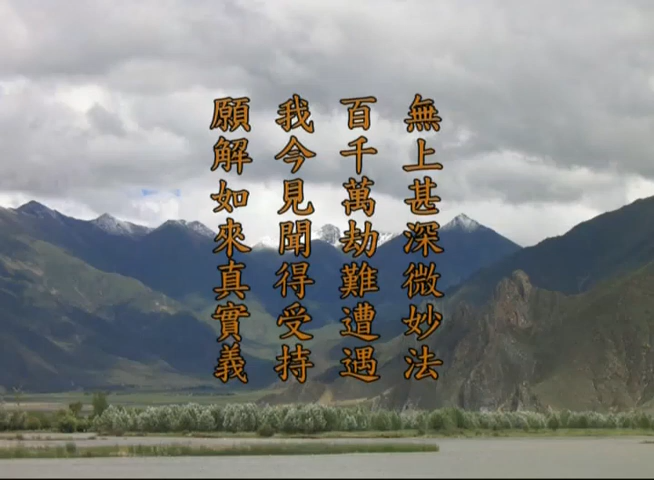 無上甚深微妙法
百千萬劫難遭遇
我今見聞得受持
願解如來真實義